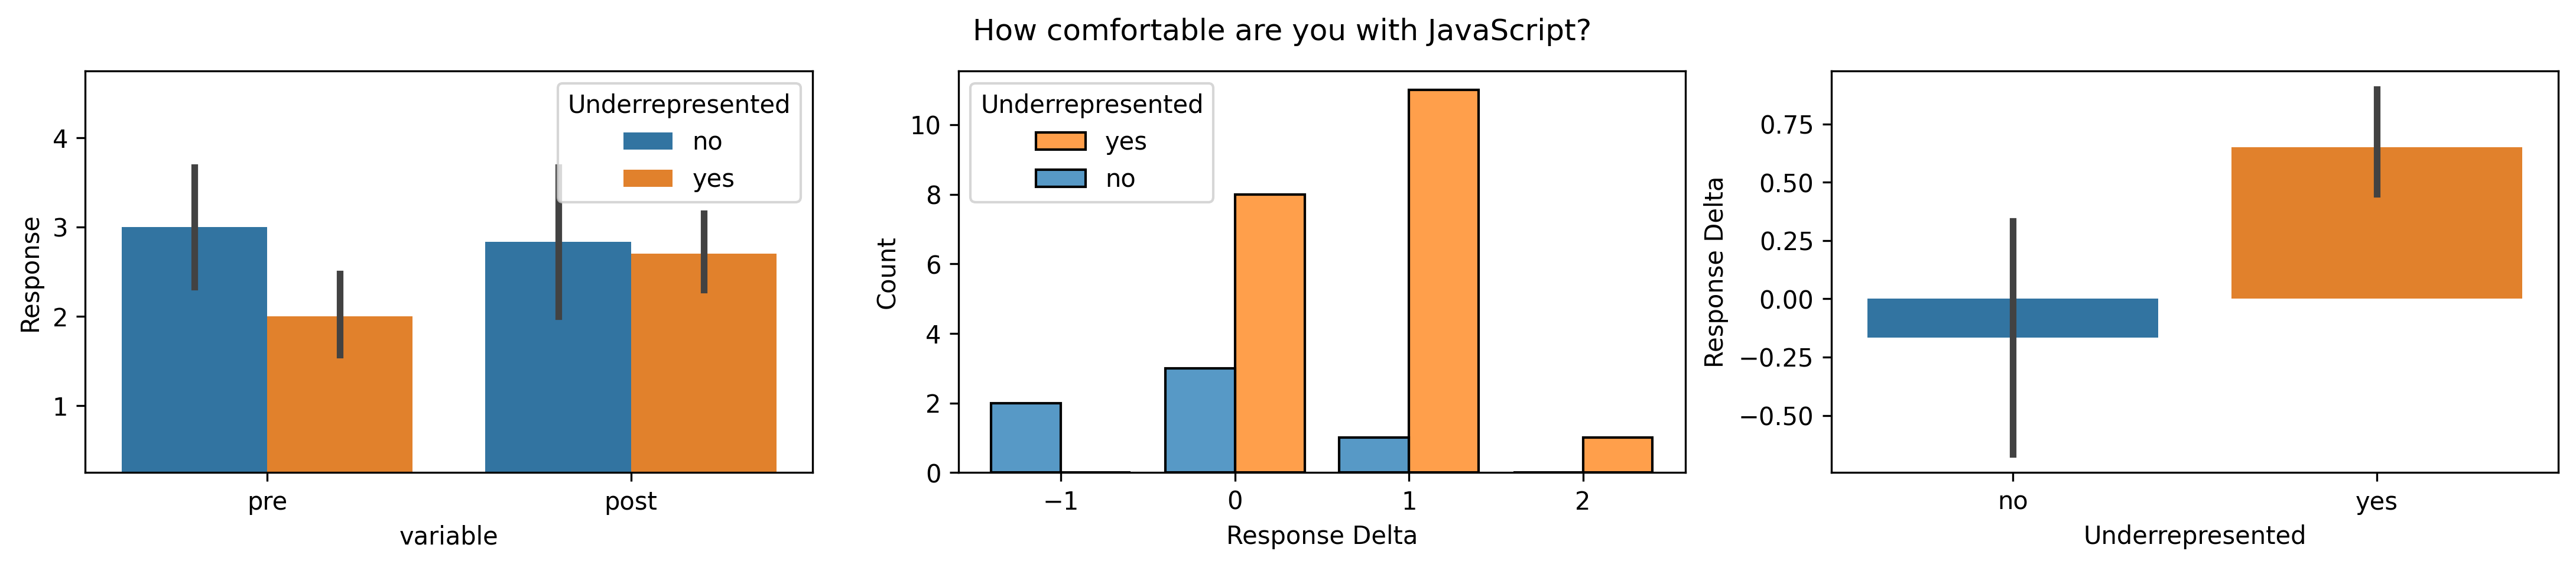 How comfortable are you with JavaScript?
4
3
2
1
Response
Underrepresented
no
yes
pre
post
variable
10
8
6
4
2
0
Count
Underrepresented
yes
no
−1
0
1
2
Response Delta
0.75
0.50
0.25
0.00
−0.25
−0.50
Response Delta
no
yes
Underrepresented